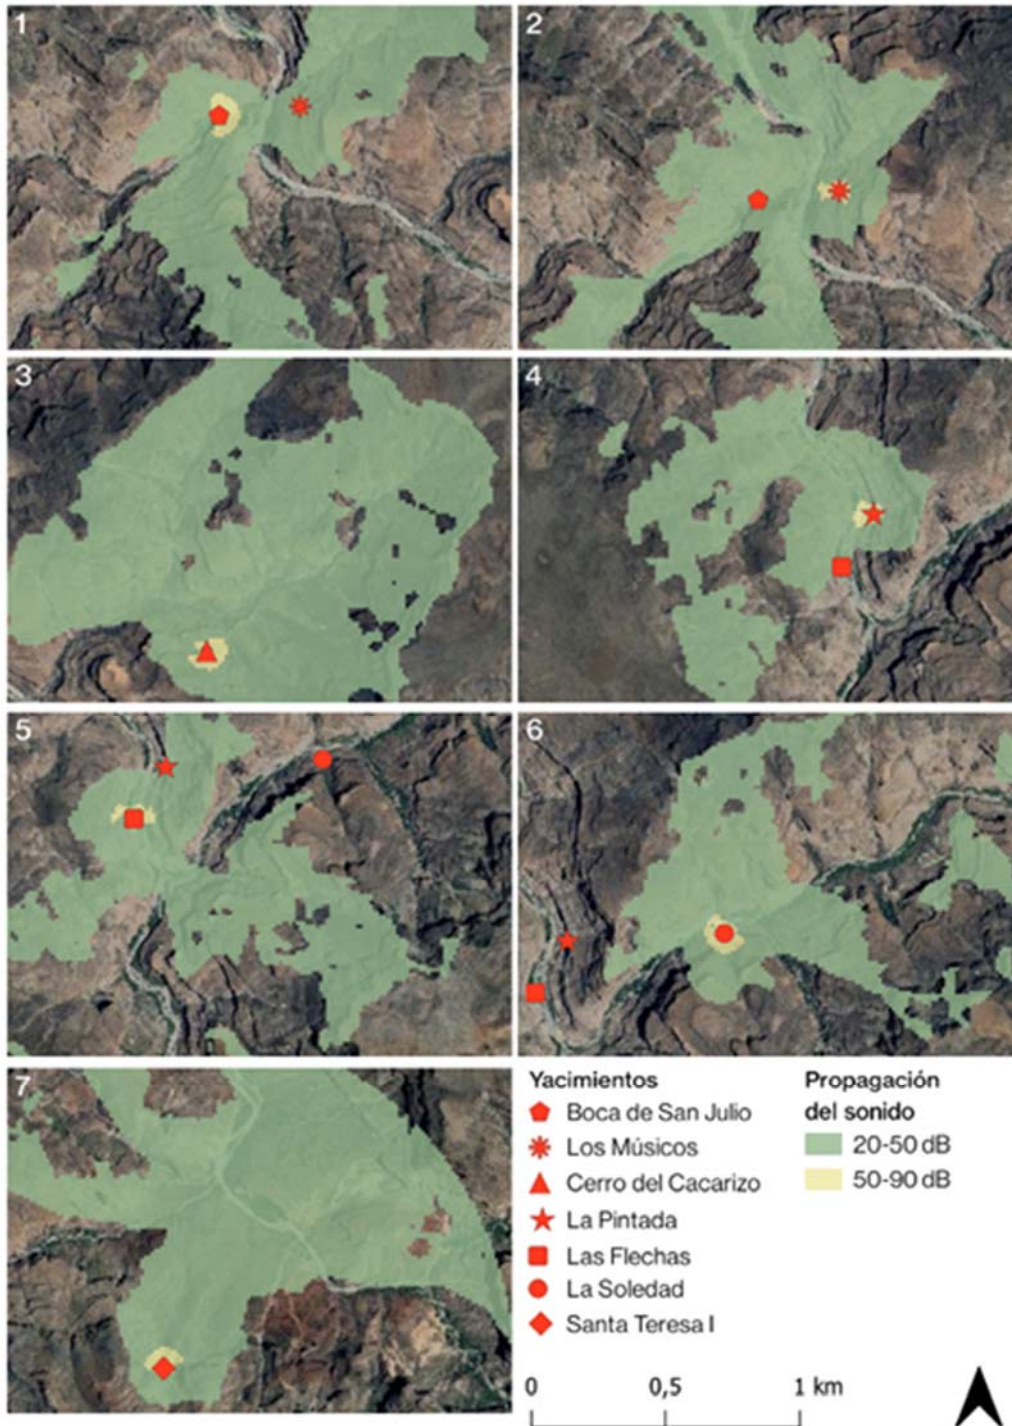 1
2
3
4
5
6
7
Yacimientos
Boca de San Julio
Los Músicos
Cerro del Cacarizo
La Pintada
Las Flechas
La Soledad
Santa Teresa I
Propagación
del sonido
20-50 dB
50-90 dB
0 0,5 1 km